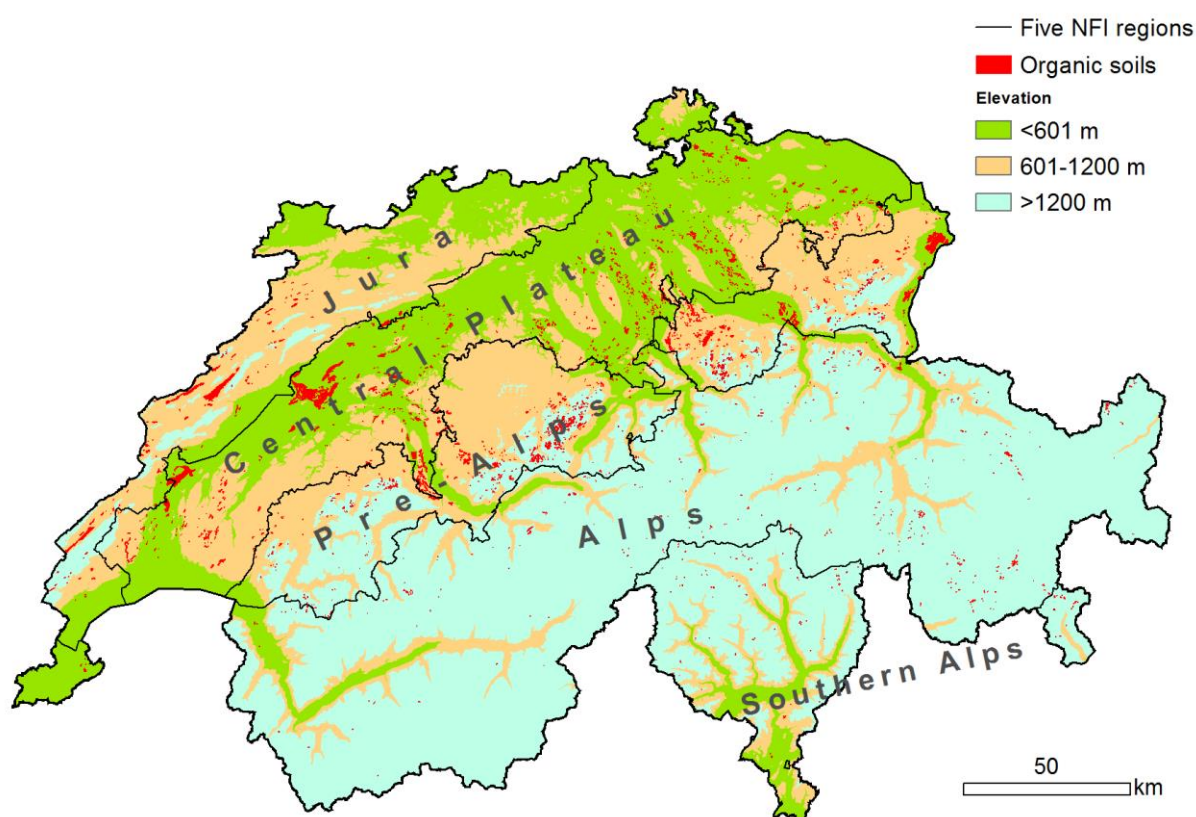 Five NFI regions
Organic soils
Elevation
<601 m
601-1200 m
>1200 m
Jura
Central Plateau
Pre-Alps
Alps
Southern Alps
50
km